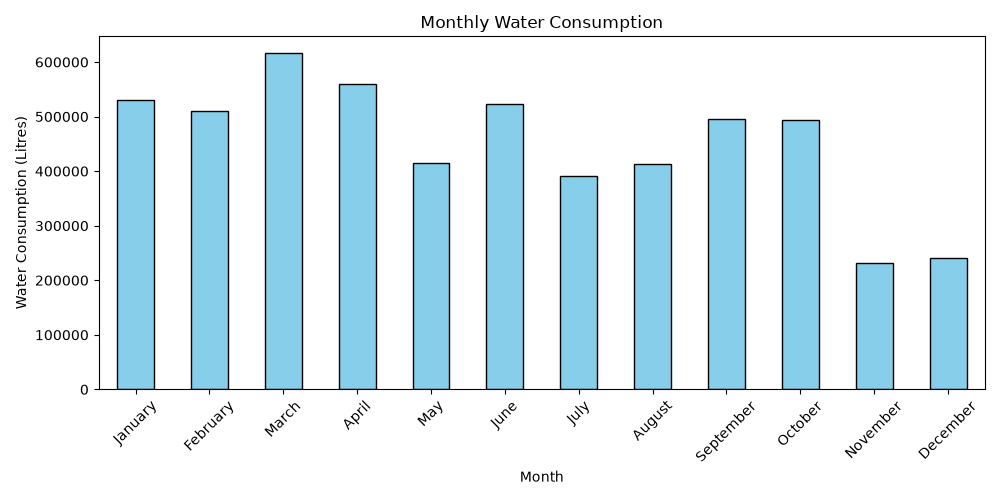 Monthly Water Consumption
Water Consumption (Litres)
600000
500000
400000
300000
200000
100000
0
January
February
March
April
May
June
July
August
September
October
November
December
Month